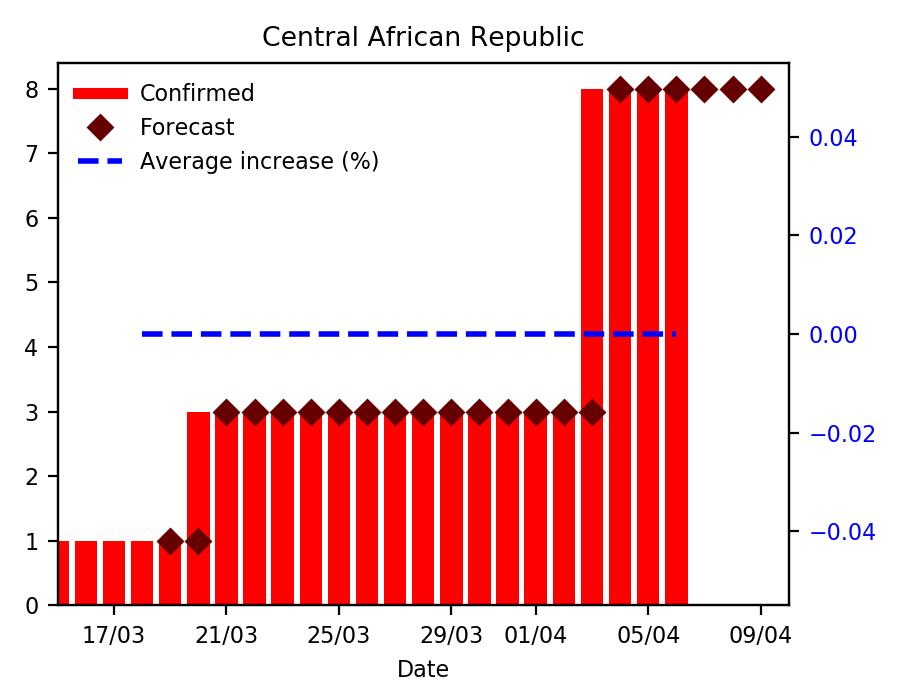 Central African Republic
Confirmed
Forecast
Average increase (%)
8
7
6
5
4
3
2
1
0
0.04
0.02
0.00
−0.02
−0.04
17/03 21/03 25/03 29/03 01/04 05/04 09/04
Date